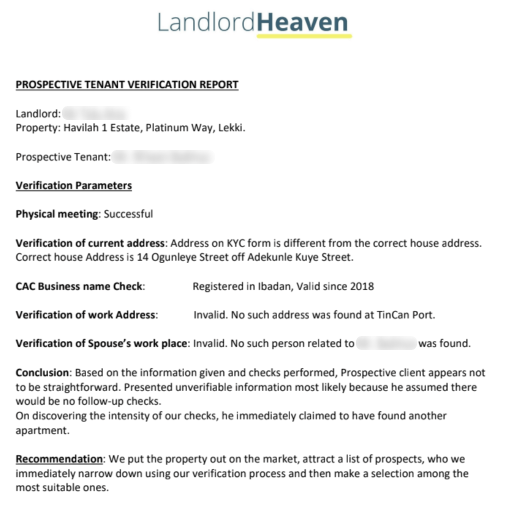 LandlordHeaven
PROSPECTIVE TENANT VERIFICATION REPORT
Landlord:
Property: Havilah 1 Estate, Platinum Way, Lekki.
Prospective Tenant:
Verification Parameters
Physical meeting: Successful
Verification of current address: Address on KYC form is different from the correct house address.
Correct house Address is 14 Ogunleye Street off Adekunle Kuye Street.
CAC Business name Check: Registered in Ibadan, Valid since 2018
Verification of work Address: Invalid. No such address was found at TinCan Port.
Verification of Spouse's work place: Invalid. No such person related to was found.
Conclusion: Based on the information given and checks performed, Prospective client appears not
to be straightforward. Presented unverifiable information most likely because he assumed there
would be no follow-up checks.
On discovering the intensity of our checks, he immediately claimed to have found another
apartment.
Recommendation: We put the property out on the market, attract a list of prospects, who we
immediately narrow down using our verification process and then make a selection among the
most suitable ones.